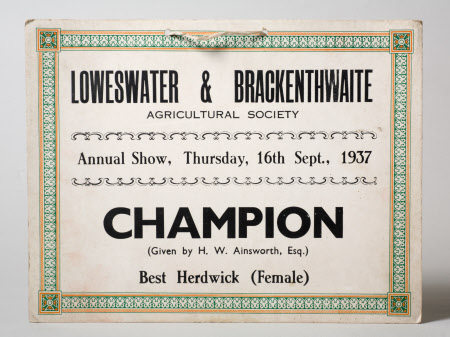 LOWESWATER & BRACKENTHWAITE
AGRICULTURAL SOCIETY
Annual Show, Thursday, 16th Sept., 1937
CHAMPION
(Given by H. W. Ainsworth, Esq.)
Best Herdwick (Female)